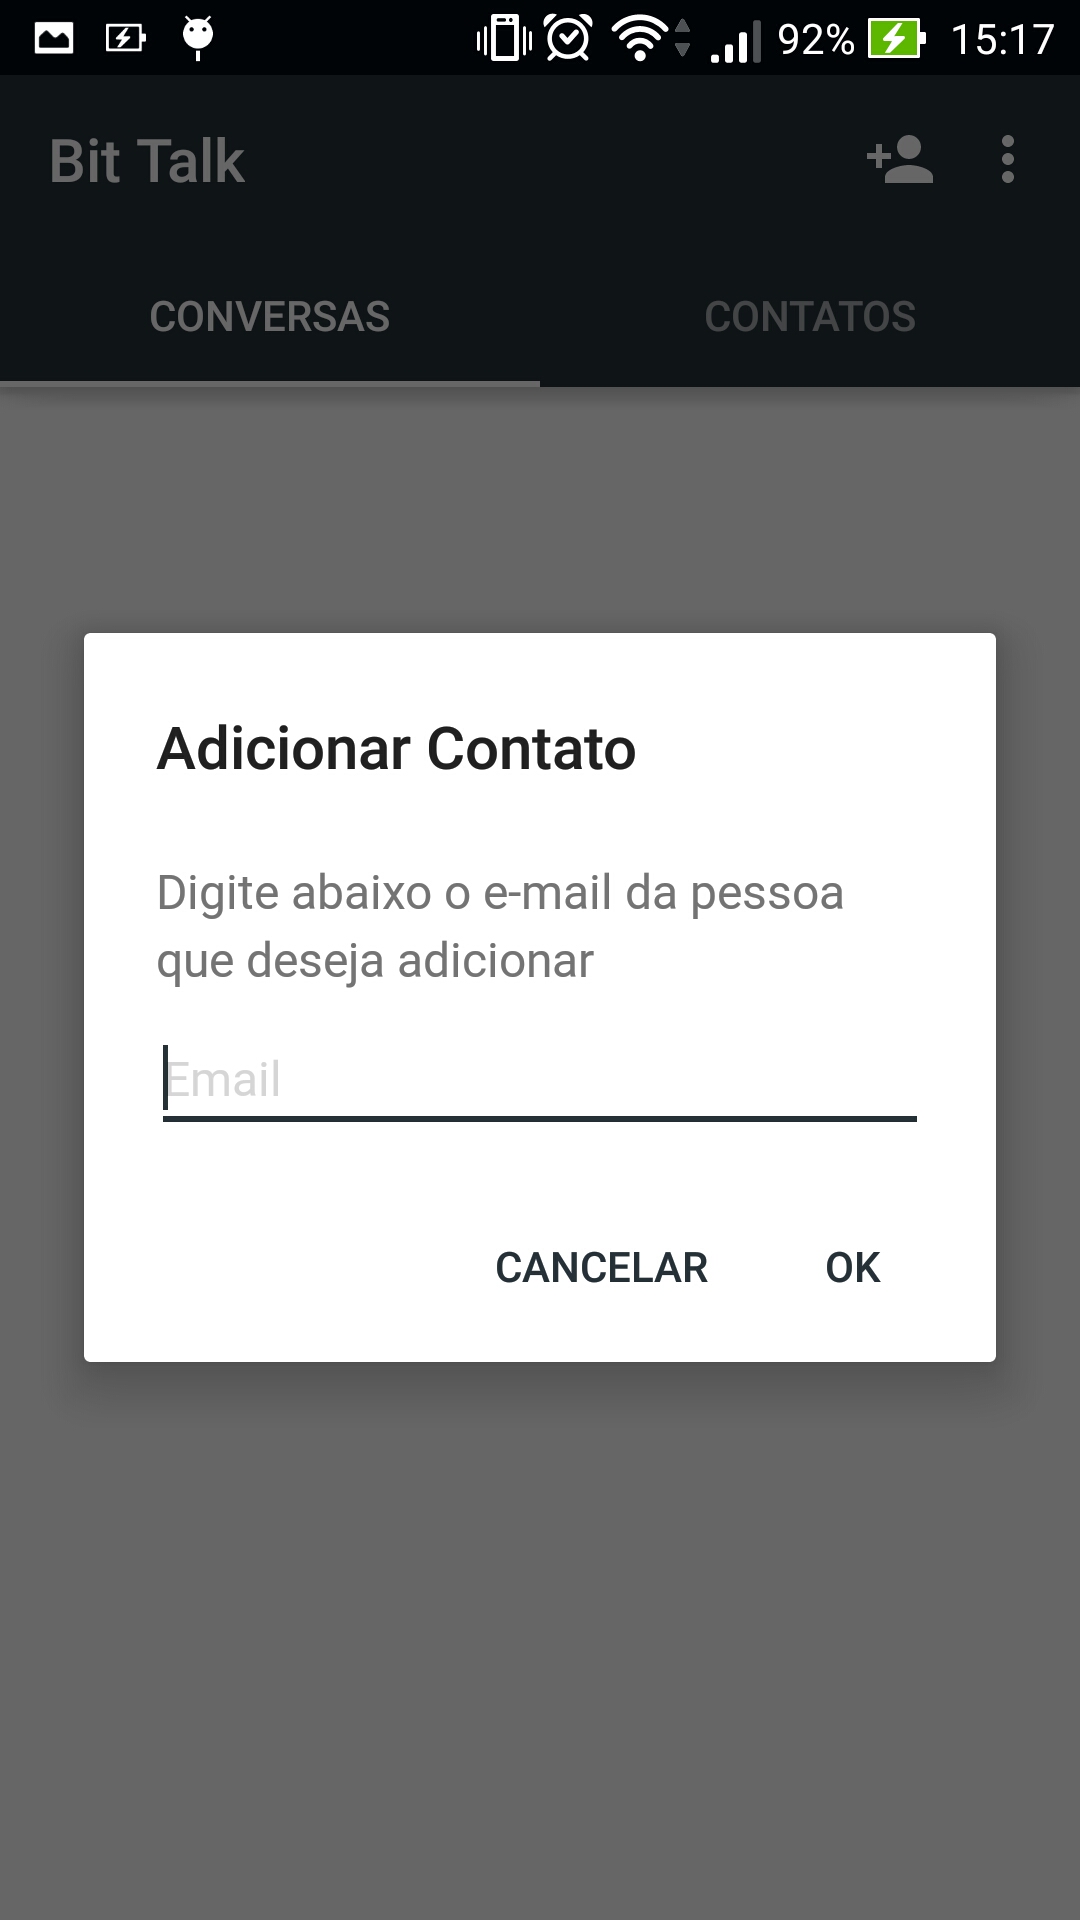 92% 15:17
Bit Talk
CONVERSAS CONTATOS
Adicionar Contato
Digite abaixo o e-mail da pessoa
que deseja adicionar
Email
CANCELAR OK